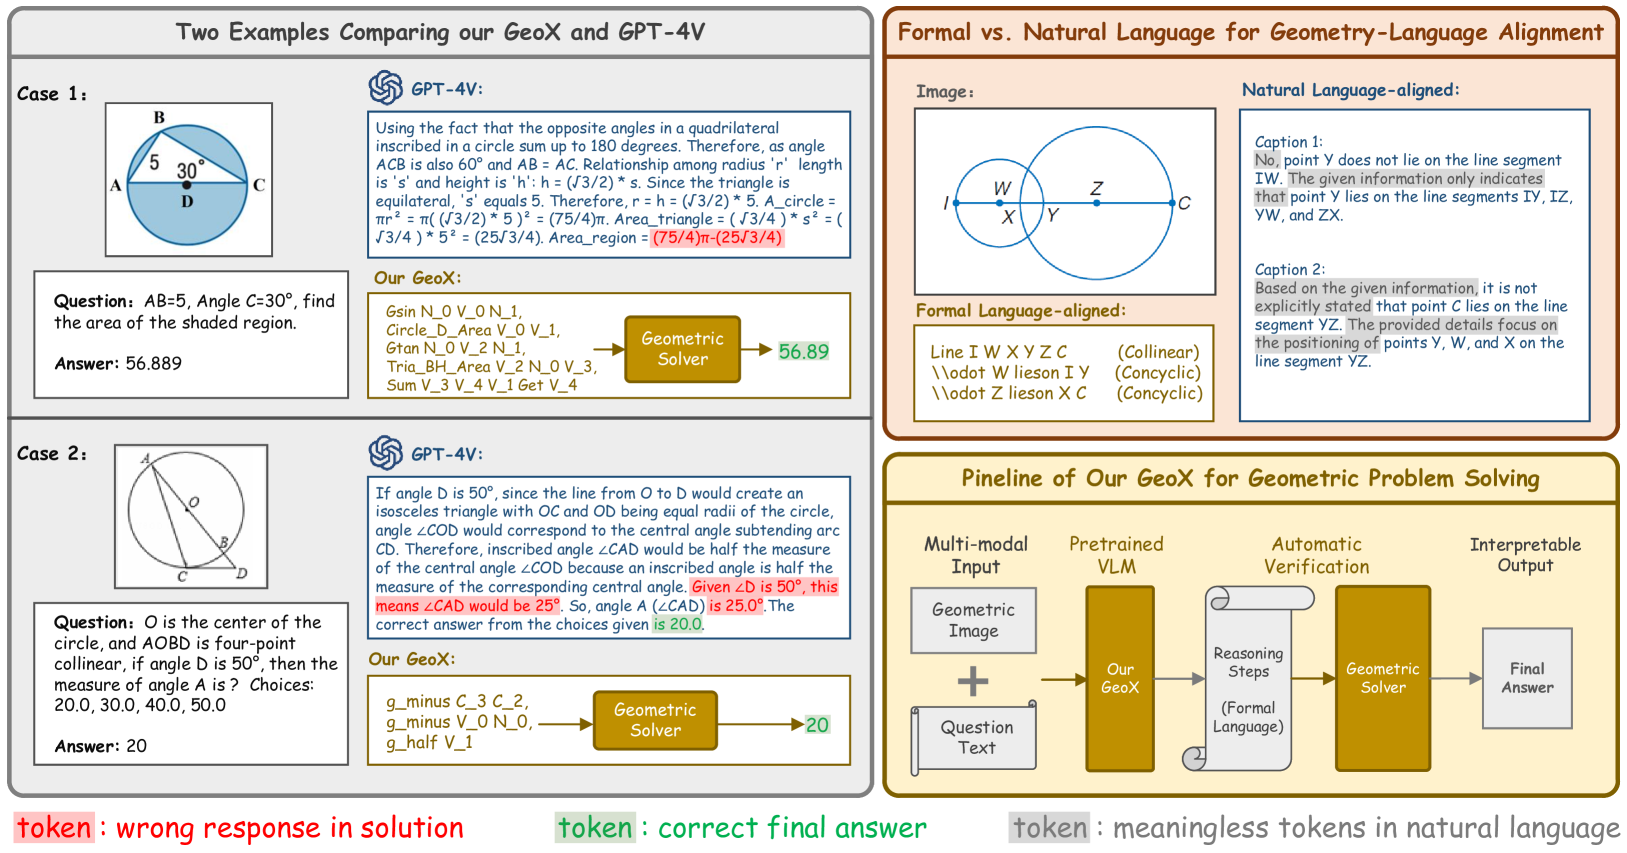 Two Examples Comparing our GeoX and GPT-4V
Case 1:
B
5
30°
A
C
D
Question: AB=5, Angle C=30°, find
the area of the shaded region.
Answer: 56.889
GPT-4V:
Using the fact that the opposite angles in a quadrilateral
inscribed in a circle sum up to 180 degrees. Therefore, as angle
ACB is also 60° and AB = AC. Relationship among radius 'r' length
is 's' and height is 'h': h = (√3/2) * s. Since the triangle is
equilateral, 's' equals 5. Therefore, r = h = (√3/2) * 5. A_circle =
πr² = π( (√3/2) * 5 )² = (75/4)π. Area_triangle = ( √3/4 ) * s² = (
√3/4 ) * 5² = (25√3/4). Area_region = (75/4)π-(25√3/4)
Our GeoX:
Gsin N_0 V_0 N_1,
Circle_D_Area V_0 V_1,
Gtan N_0 V_2 N_1,
Tria_BH_Area V_2 N_0 V_3,
Sum V_3 V_4 V_1 Get V_4
Geometric
Solver
56.89
Case 2:
A
O
B
C
D
Question: O is the center of the
circle, and AOBD is four-point
collinear, if angle D is 50°, then the
measure of angle A is ? Choices:
20.0, 30.0, 40.0, 50.0
Answer: 20
GPT-4V:
If angle D is 50°, since the line from O to D would create an
isosceles triangle with OC and OD being equal radii of the circle,
angle ∠COD would correspond to the central angle subtending arc
CD. Therefore, inscribed angle ∠CAD would be half the measure
of the central angle ∠COD because an inscribed angle is half the
measure of the corresponding central angle. Given ∠D is 50°, this
means ∠CAD would be 25°. So, angle A (∠CAD) is 25.0°.The
correct answer from the choices given is 20.0.
Our GeoX:
g_minus C_3 C_2,
g_minus V_0 N_0,
g_half V_1
Geometric
Solver
20
Formal vs. Natural Language for Geometry-Language Alignment
Image:
I
W
X
Y
Z
C
Formal Language-aligned:
Line I W X Y Z C (Collinear)
\\odot W lieson I Y (Concyclic)
\\odot Z lieson X C (Concyclic)
Natural Language-aligned:
Caption 1:
No, point Y does not lie on the line segment
IW. The given information only indicates
that point Y lies on the line segments IY, IZ,
YW, and ZX.
Caption 2:
Based on the given information, it is not
explicitly stated that point C lies on the line
segment YZ. The provided details focus on
the positioning of points Y, W, and X on the
line segment YZ.
Pineline of Our GeoX for Geometric Problem Solving
Multi-modal
Input
Geometric
Image
Question
Text
Pretrained
VLM
Our
GeoX
Automatic
Verification
Reasoning
Steps
(Formal
Language)
Geometric
Solver
Interpretable
Output
Final
Answer
token : wrong response in solution
token : correct final answer
token : meaningless tokens in natural language